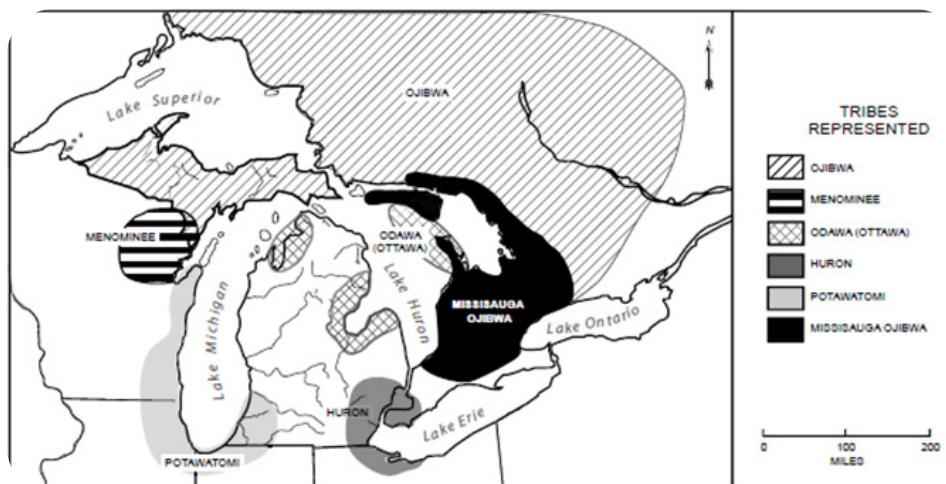 N
OJIBWA
Lake Superior
MENOMINEE
ODAWA
(OTTAWA)
Lake Michigan
Lake Huron
MISSISAUGA
OJIBWA
Lake Ontario
HURON
Lake Erie
POTAWATOMI
TRIBES
REPRESENTED
OJIBWA
MENOMINEE
ODAWA (OTTAWA)
HURON
POTAWATOMI
MISSISAUGA OJIBWA
0 100 200
MILES